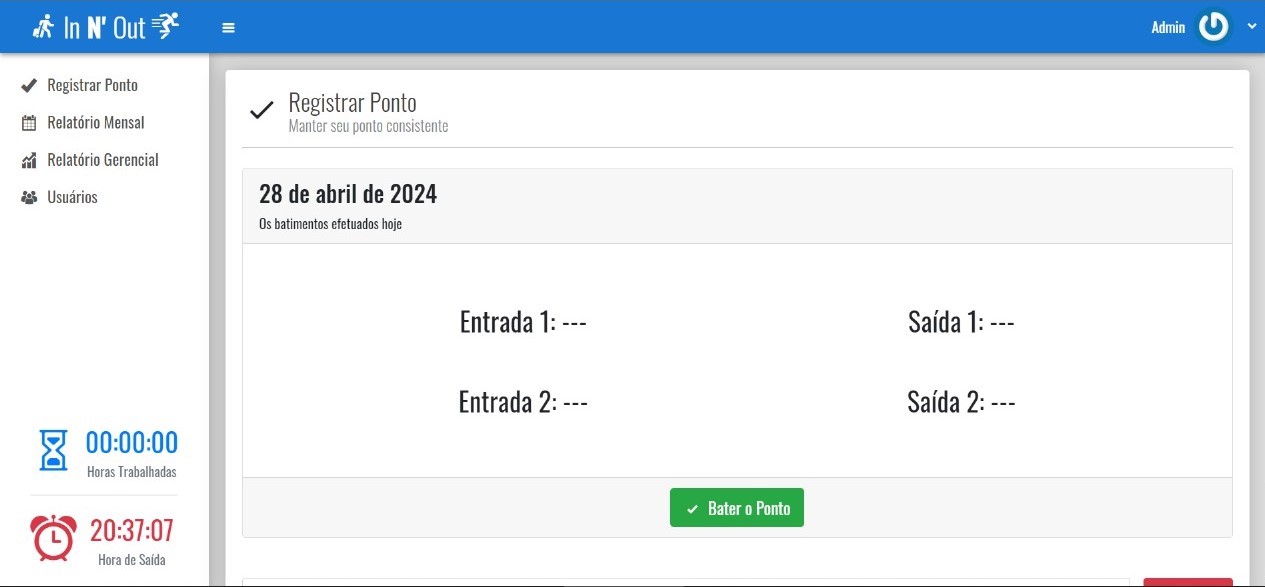 In N' Out
Admin
Registrar Ponto
Relatório Mensal
Relatório Gerencial
Usuários
00:00:00
Horas Trabalhadas
20:37:07
Hora de Saída
Registrar Ponto
Manter seu ponto consistente
28 de abril de 2024
Os batimentos efetuados hoje
Entrada 1: --- Saída 1: ---
Entrada 2: --- Saída 2: ---
Bater o Ponto